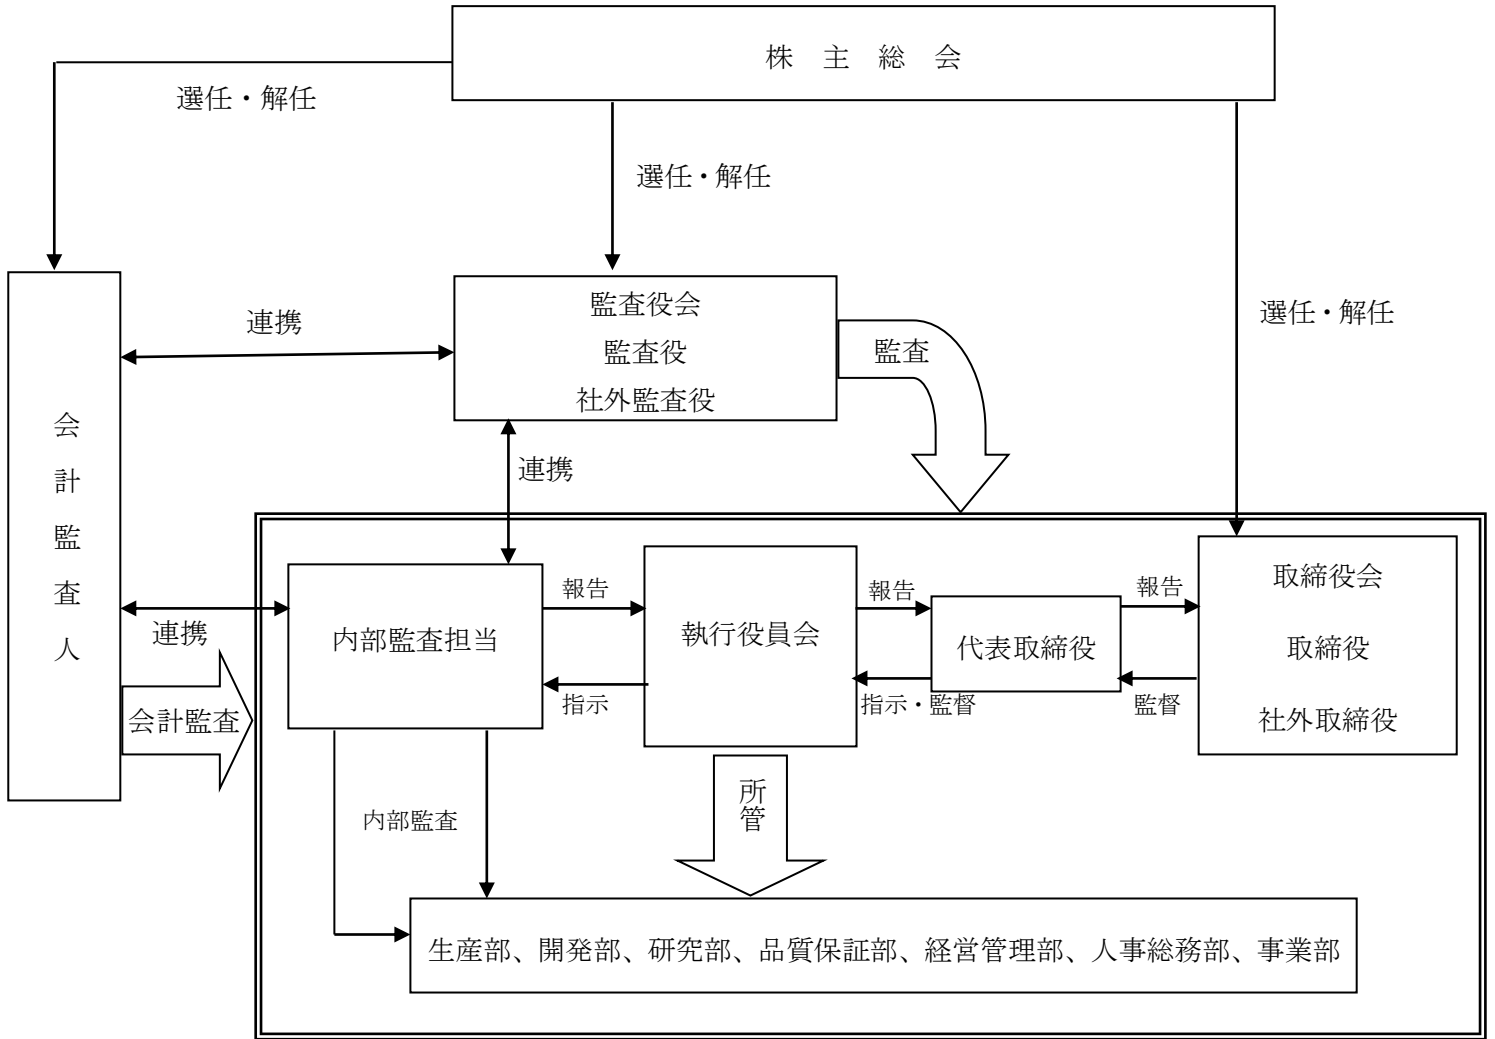 株　主　総　会
選任・解任
選任・解任
選任・解任
監査役会
監査役
社外監査役
連携
監査
会計監査人
連携
連携
会計監査
内部監査担当
報告
指示
執行役員会
報告
指示・監督
代表取締役
報告
監督
取締役会
取締役
社外取締役
内部監査
所管
生産部、開発部、研究部、品質保証部、経営管理部、人事総務部、事業部